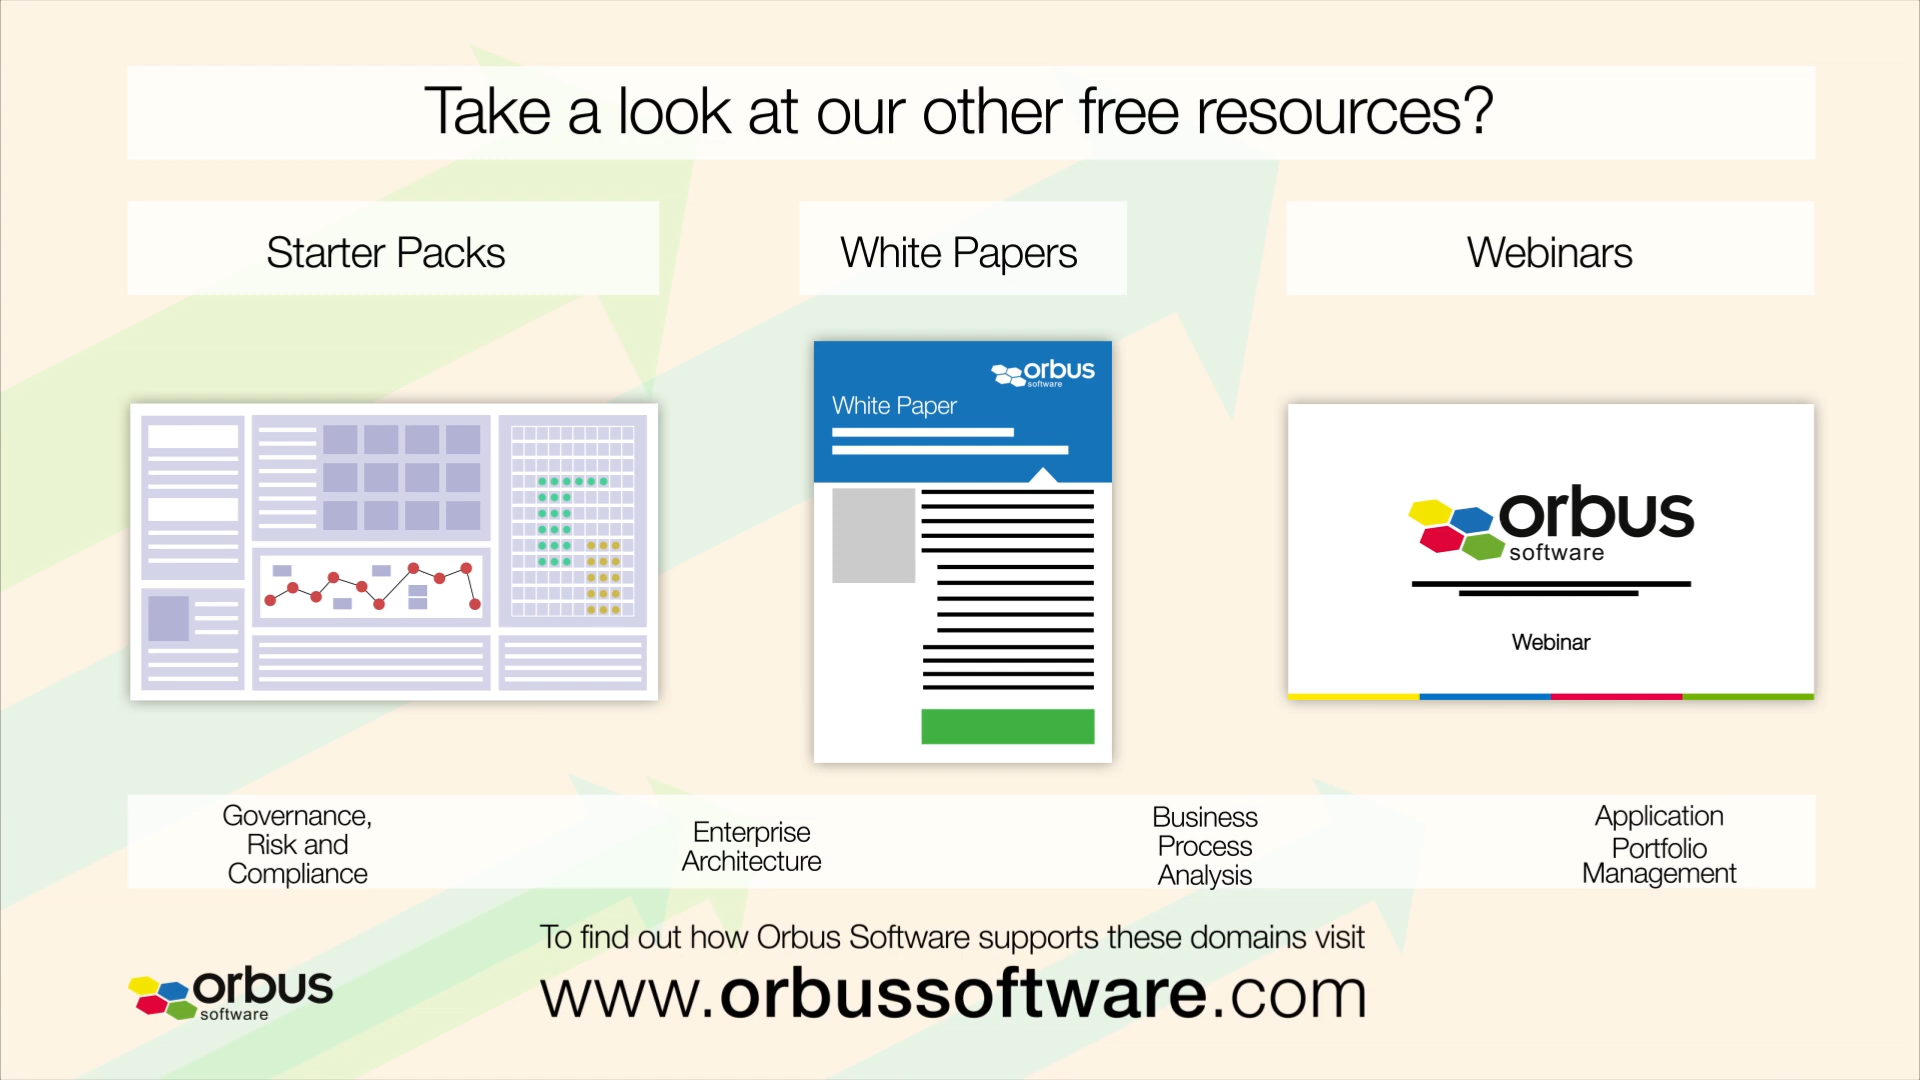 Take a look at our other free resources?
Starter Packs
White Papers
Webinars
orbus
software
White Paper
orbus
software
Webinar
Governance,
Risk and
Compliance
Enterprise
Architecture
Business
Process
Analysis
Application
Portfolio
Management
To find out how Orbus Software supports these domains visit
www.orbussoftware.com
orbus
software